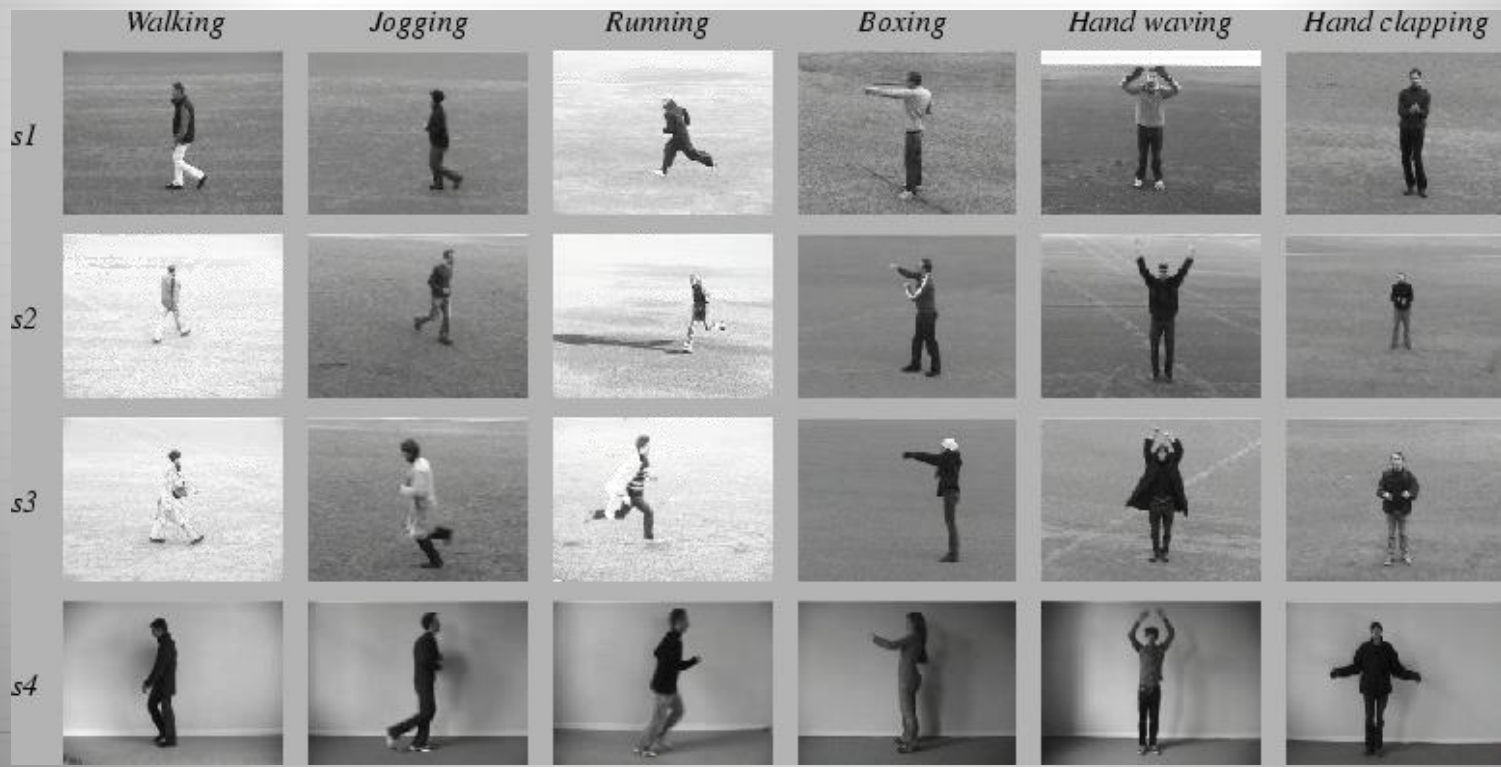 Walking Jogging Running Boxing Hand waving Hand clapping
s1
s2
s3
s4